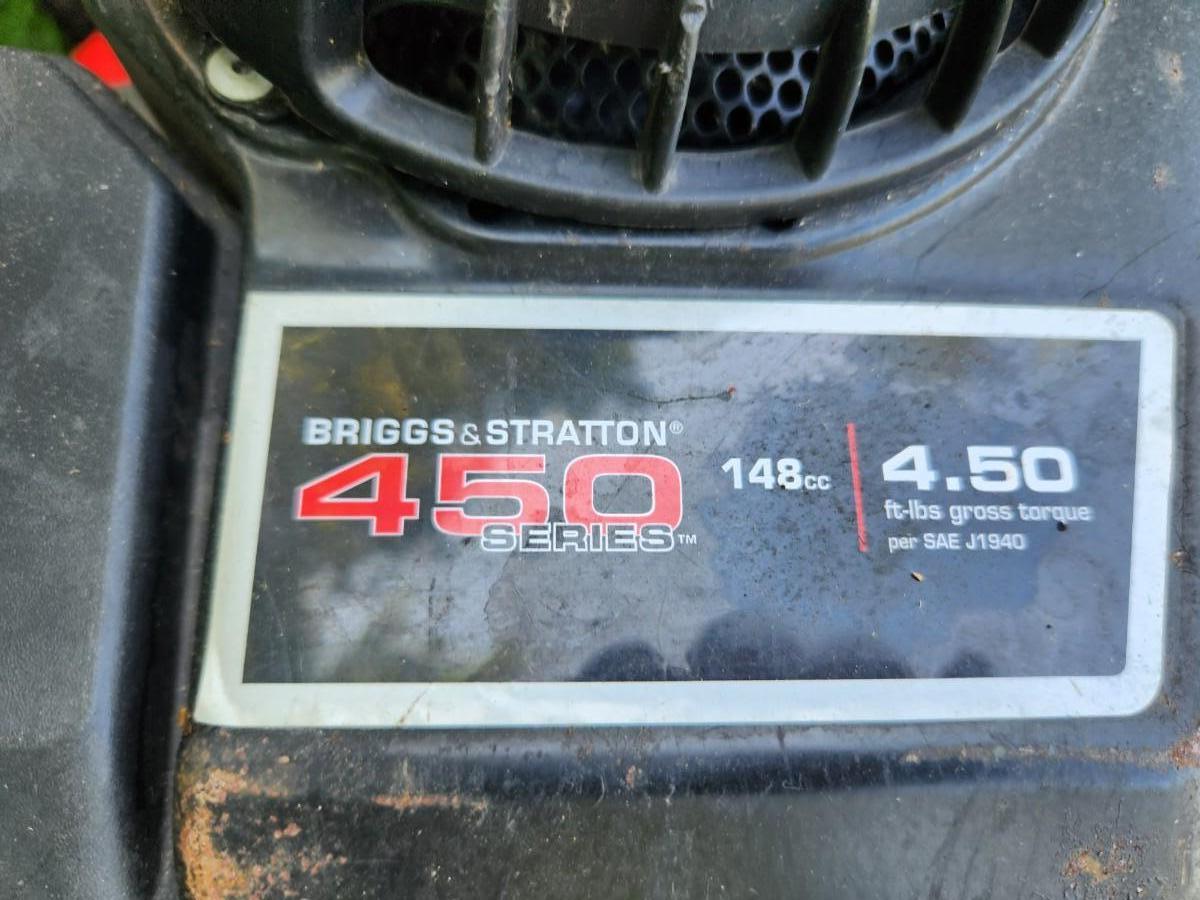 BRIGGS & STRATTON®
450
SERIES™
148cc
4.50
ft-lbs gross torque
per SAE J1940